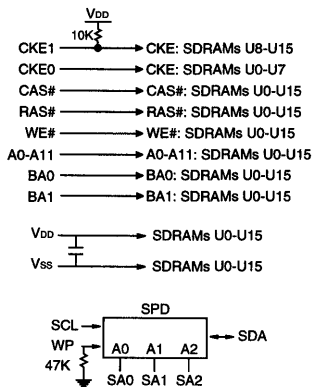 VDD
10K
CKE1 CKE: SDRAMs U8-U15
CKE0 CKE: SDRAMs U0-U7
CAS# CAS#: SDRAMs U0-U15
RAS# RAS#: SDRAMs U0-U15
WE# WE#: SDRAMs U0-U15
A0-A11 A0-A11: SDRAMs U0-U15
BA0 BA0: SDRAMs U0-U15
BA1 BA1: SDRAMs U0-U15
VDD SDRAMs U0-U15
VSS SDRAMs U0-U15
SPD
SCL
WP A0 A1 A2 SDA
47K
SA0 SA1 SA2